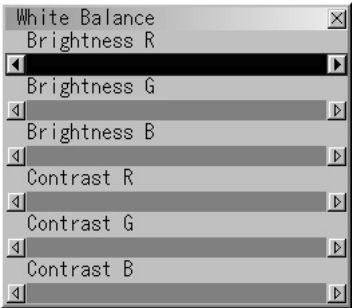 White Balance
Brightness R
Brightness G
Brightness B
Contrast R
Contrast G
Contrast B